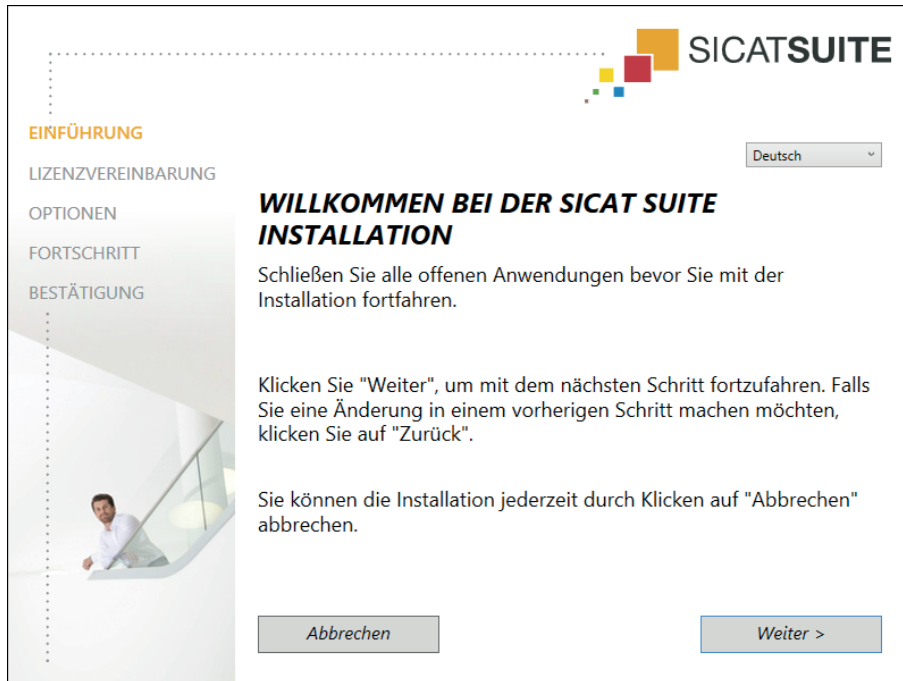 SICATSUITE
EINFÜHRUNG
LIZENZVEREINBARUNG
OPTIONEN
FORTSCHRITT
BESTÄTIGUNG
Deutsch
WILLKOMMEN BEI DER SICAT SUITE
INSTALLATION
Schließen Sie alle offenen Anwendungen bevor Sie mit der
Installation fortfahren.
Klicken Sie "Weiter", um mit dem nächsten Schritt fortzufahren. Falls
Sie eine Änderung in einem vorherigen Schritt machen möchten,
klicken Sie auf "Zurück".
Sie können die Installation jederzeit durch Klicken auf "Abbrechen"
abbrechen.
Abbrechen
Weiter >